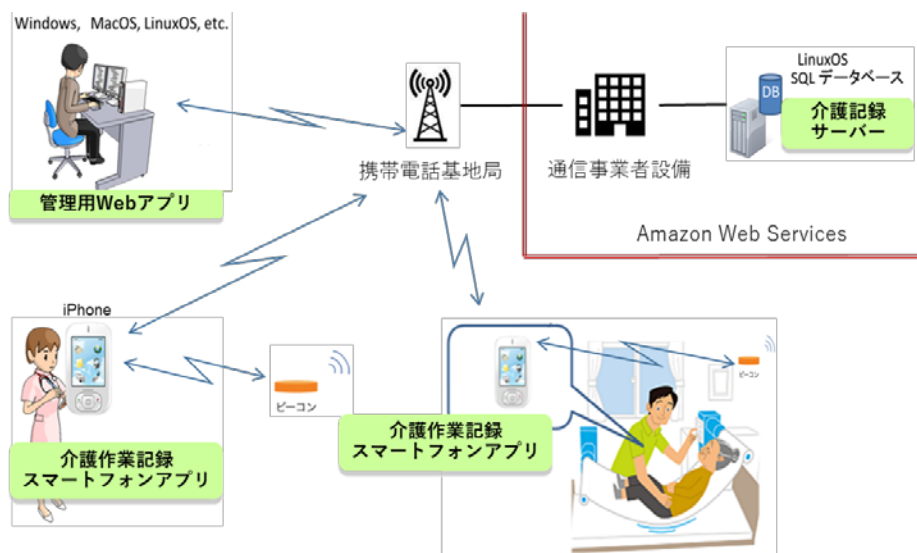 Windows, MacOS, LinuxOS, etc.
管理用Webアプリ
携帯電話基地局
通信事業者設備
LinuxOS
SQL データベース
DB
介護記録
サーバー
Amazon Web Services
iPhone
ビーコン
介護作業記録
スマートフォンアプリ
ビーコン
介護作業記録
スマートフォンアプリ